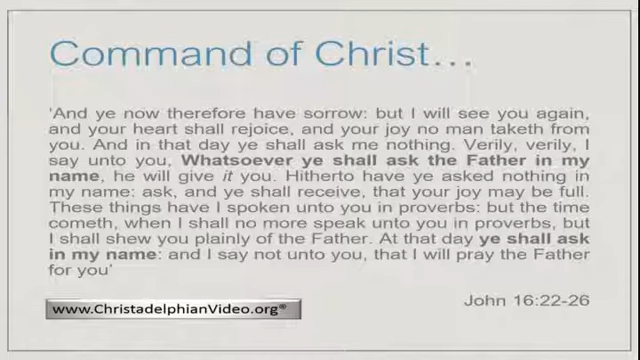 Command of Christ…
'And ye now therefore have sorrow: but I will see you again,
and your heart shall rejoice, and your joy no man taketh from
you. And in that day ye shall ask me nothing. Verily, verily, I
say unto you, Whatsoever ye shall ask the Father in my
name, he will give it you. Hitherto have ye asked nothing in
my name: ask, and ye shall receive, that your joy may be full.
These things have I spoken unto you in proverbs: but the time
cometh, when I shall no more speak unto you in proverbs, but
I shall shew you plainly of the Father. At that day ye shall ask
in my name: and I say not unto you, that I will pray the Father
for you'
John 16:22-26
www.ChristadelphianVideo.org®